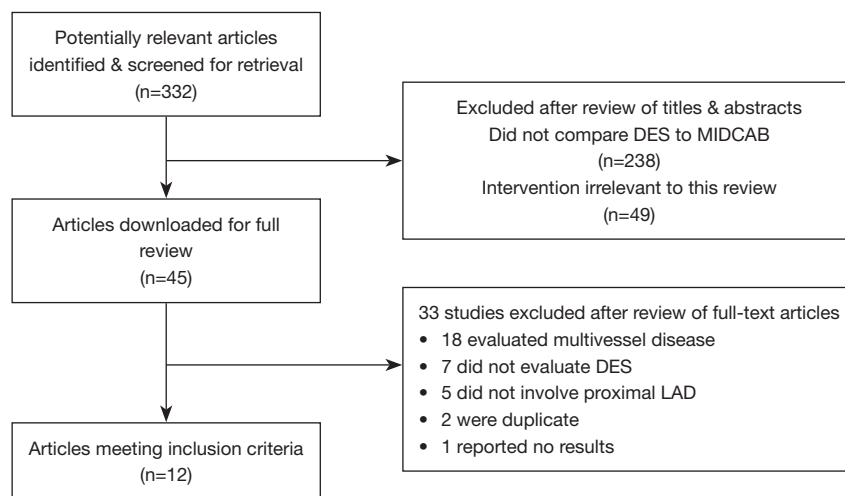 Potentially relevant articles
identified & screened for retrieval
(n=332)
Excluded after review of titles & abstracts
Did not compare DES to MIDCAB
(n=238)
Intervention irrelevant to this review
(n=49)
Articles downloaded for full
review
(n=45)
33 studies excluded after review of full-text articles
• 18 evaluated multivessel disease
• 7 did not evaluate DES
• 5 did not involve proximal LAD
• 2 were duplicate
• 1 reported no results
Articles meeting inclusion criteria
(n=12)